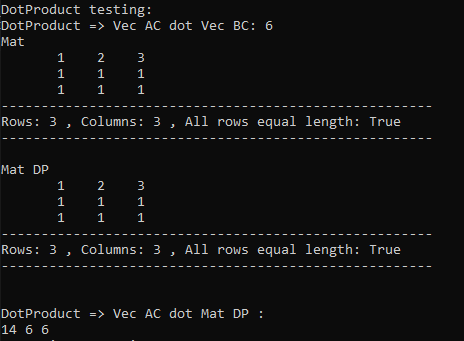 DotProduct testing:
DotProduct => Vec AC dot Vec BC: 6
Mat
1 2 3
1 1 1
1 1 1
------------------------------------------------------
Rows: 3 , Columns: 3 , All rows equal length: True
------------------------------------------------------
Mat DP
1 2 3
1 1 1
1 1 1
------------------------------------------------------
Rows: 3 , Columns: 3 , All rows equal length: True
------------------------------------------------------
DotProduct => Vec AC dot Mat DP :
14 6 6